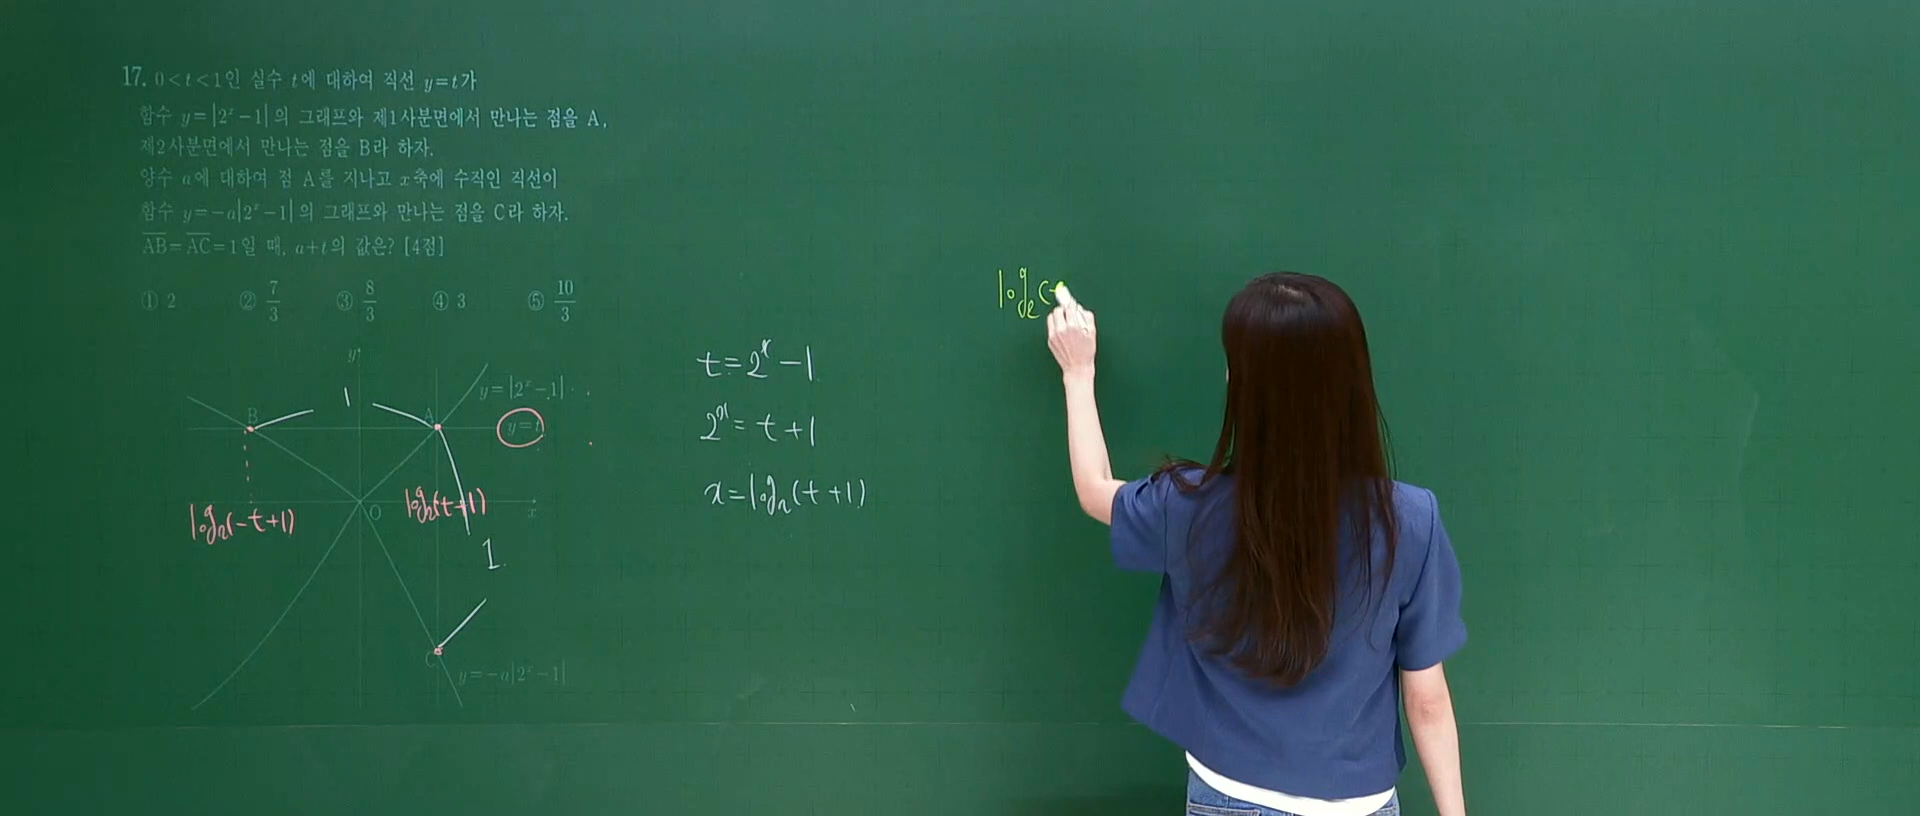 17. 0<t<1인 실수 t에 대하여 직선 y=t가
함수 y=|2^x-1|의 그래프와 제1사분면에서 만나는 점을 A,
제2사분면에서 만나는 점을 B라 하자.
양수 a에 대하여 점 A를 지나고 x축에 수직인 직선이
함수 y=-a|2^x-1|의 그래프와 만나는 점을 C라 하자.
AB=AC=1일 때, a+t의 값은? [4점]
① 2 ② 7/3 ③ 8/3 ④ 3 ⑤ 10/3
y
1
y=|2^x-1|
B
A
y=t
log₂(-t+1)
O
log₂(t+1)
x
1
C
y=-a|2^x-1|
t=2^x-1
2^x=t+1
x=log₂(t+1)
log₂(